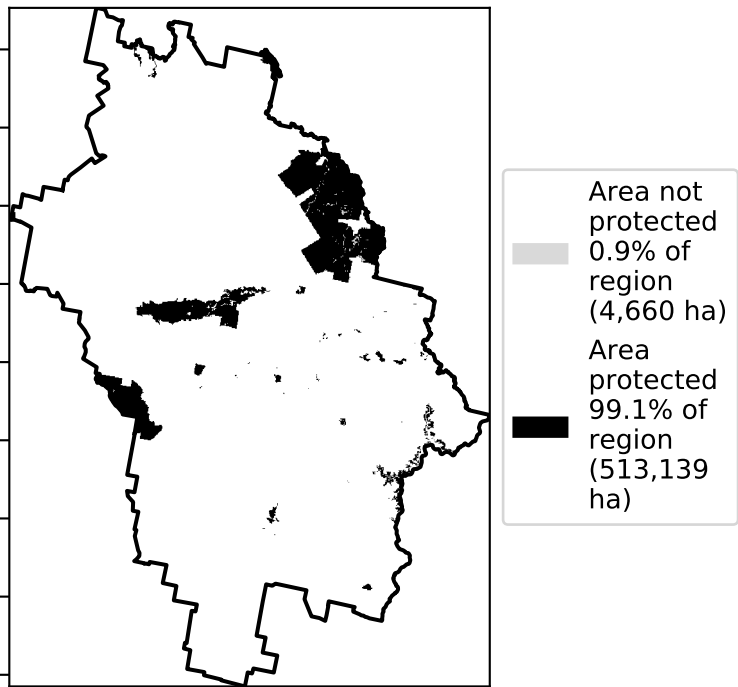 Area not
protected
0.9% of
region
(4,660 ha)
Area
protected
99.1% of
region
(513,139
ha)